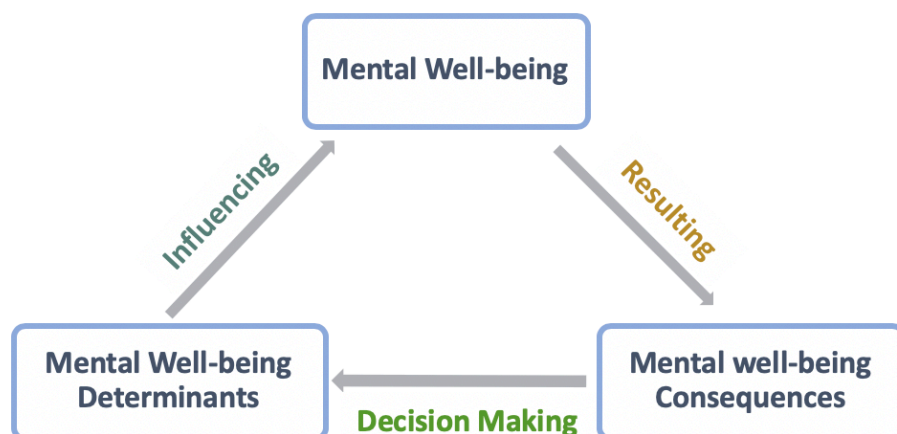 Mental Well-being
Influencing
Resulting
Mental Well-being
Determinants
Mental well-being
Consequences
Decision Making